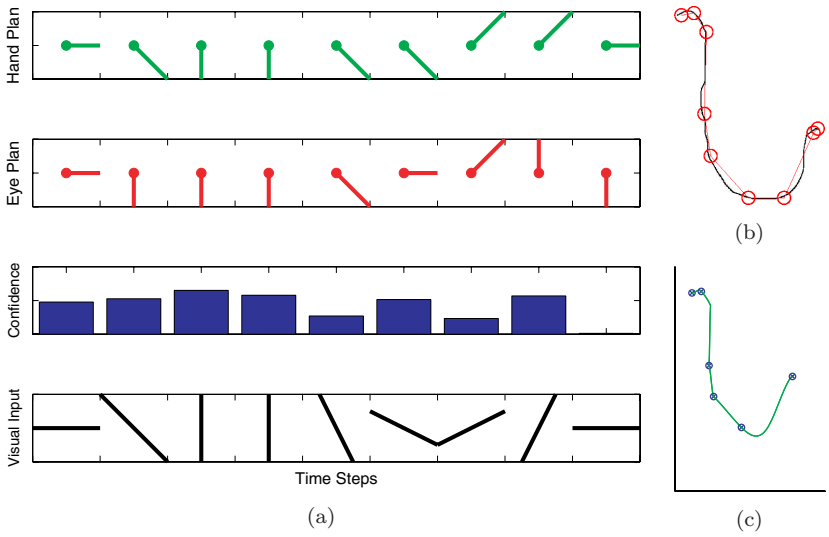 Hand Plan
Eye Plan
Confidence
Visual Input
Time Steps
(a)
(b)
(c)